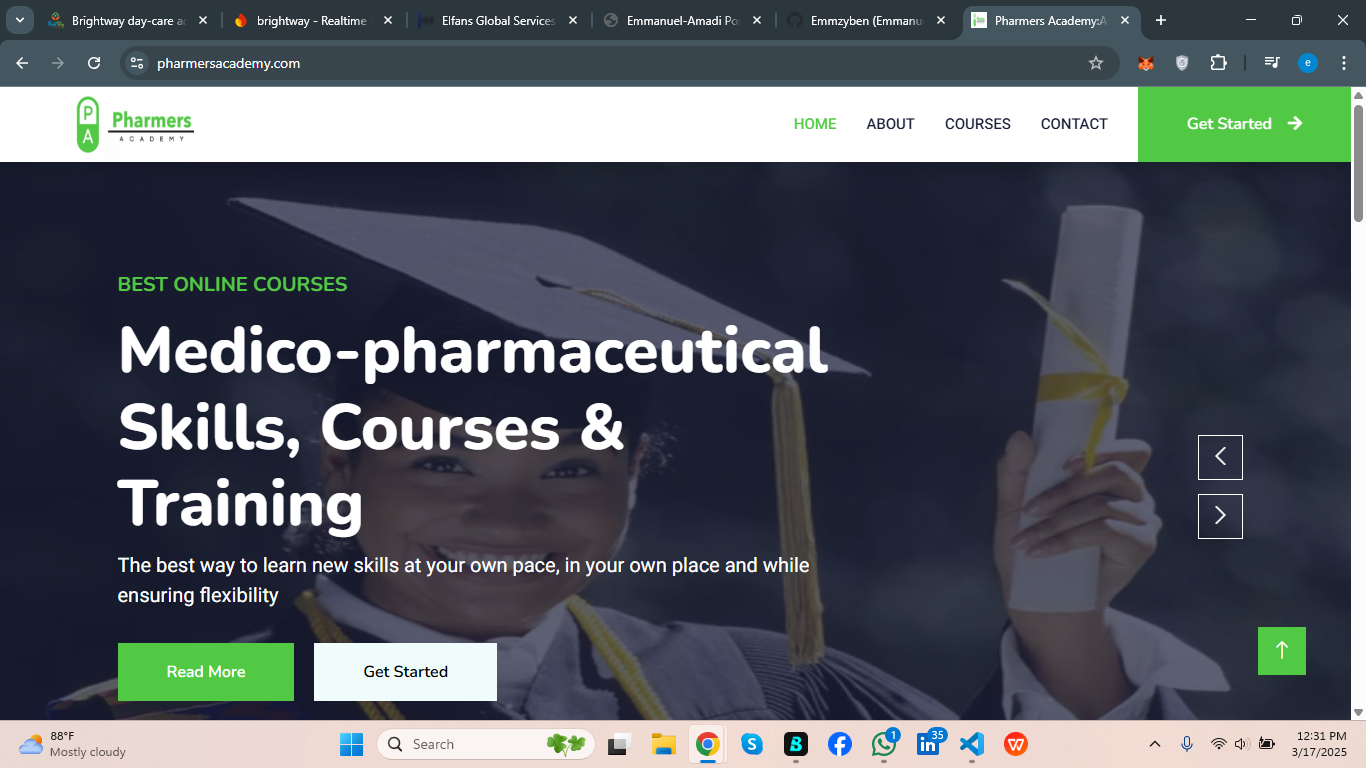 Brightway day-care ac
brightway - Realtime
Elfans Global Services
Emmanuel-Amadi Po
Emmzyben (Emmanu
Pharmers Academy:A
pharmersacademy.com
e
P
A
Pharmers
ACADEMY
HOME
ABOUT
COURSES
CONTACT
Get Started
BEST ONLINE COURSES
Medico-pharmaceutical
Skills, Courses &
Training
The best way to learn new skills at your own pace, in your own place and while
ensuring flexibility
Read More
Get Started
88°F
Mostly cloudy
Search
1
35
12:31 PM
3/17/2025